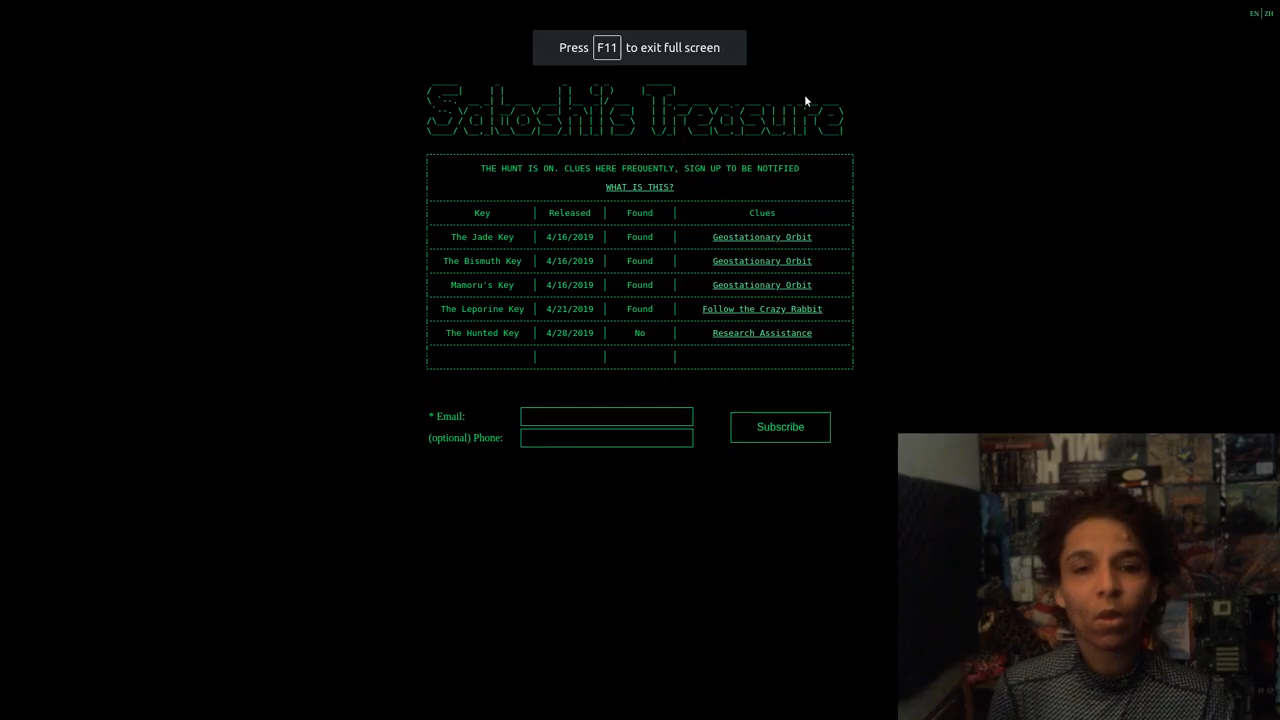 EN│ZH
Press F11 to exit full screen
Satoshi's Treasure
THE HUNT IS ON. CLUES HERE FREQUENTLY, SIGN UP TO BE NOTIFIED
WHAT IS THIS?
Key │ Released │ Found │ Clues
The Jade Key │ 4/16/2019 │ Found │ Geostationary Orbit
The Bismuth Key │ 4/16/2019 │ Found │ Geostationary Orbit
Mamoru's Key │ 4/16/2019 │ Found │ Geostationary Orbit
The Leporine Key │ 4/21/2019 │ Found │ Follow the Crazy Rabbit
The Hunted Key │ 4/28/2019 │ No │ Research Assistance
* Email:
Subscribe
(optional) Phone: